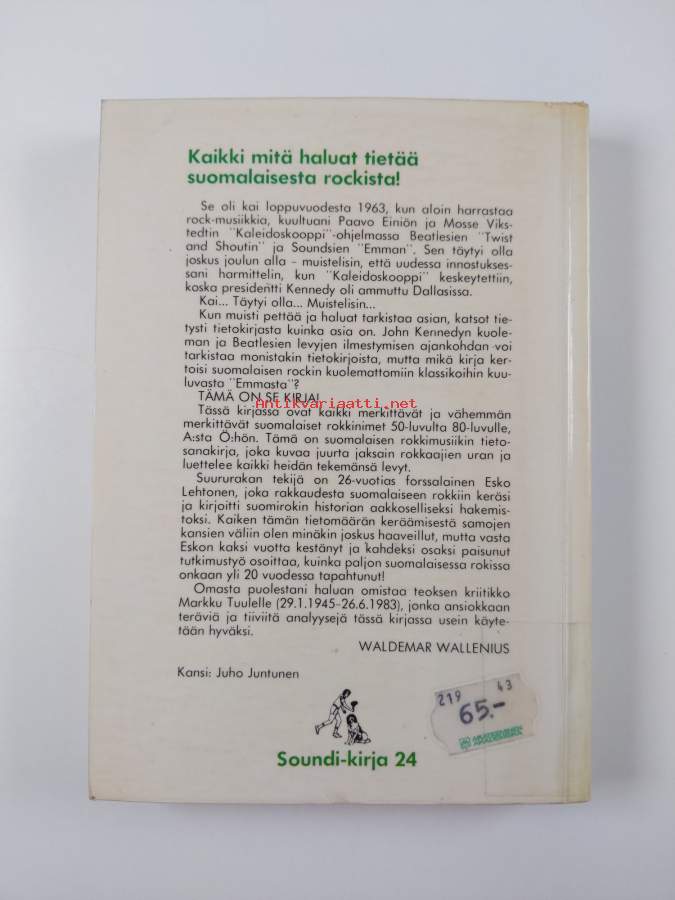 Kaikki mitä haluat tietää
suomalaisesta rockista!
Se oli kai loppuvuodesta 1963, kun aloin harrastaa
rock-musiikkia, kuultuani Paavo Einiön ja Mosse Vik-
stedtin "Kaleidoskooppi"-ohjelmassa Beatlesien "Twist
and Shoutin" ja Soundsien "Emman". Sen täytyi olla
joskus joulun alla – muistelisin, että uudessa innostukses-
sani harmittelin, kun "Kaleidoskooppi" keskeytettiin,
koska presidentti Kennedy oli ammuttu Dallasissa.
Kai... Täytyi olla... Muistelisin...
Kun muisti pettää ja haluat tarkistaa asian, katsot tie-
tysti tietokirjasta kuinka asia on. John Kennedyn kuole-
man ja Beatlesien levyjen ilmestymisen ajankohdan voi
tarkistaa monistakin tietokirjoista, mutta mikä kirja ker-
toisi suomalaisen rockin kuolemattomiin klassikoihin kuu-
luvasta "Emmasta"?
TÄMÄ ON SE KIRJA!
Antikvariaatti.net
Tässä kirjassa ovat kaikki merkittävät ja vähemmän
merkittävät suomalaiset rokkinimet 50-luvulta 80-luvulle,
A:sta Ö:hön. Tämä on suomalaisen rokkimusiikin tieto-
sanakirja, joka kuvaa juurta jaksain rokkaajien uran ja
luettelee kaikki heidän tekemänsä levyt.
Suururakan tekijä on 26-vuotias forssalainen Esko
Lehtonen, joka rakkaudesta suomalaiseen rokkiin keräsi
ja kirjoitti suomirokin historian aakkoselliseksi hakemis-
toksi. Kaiken tämän tietomäärän keräämisestä samojen
kansien väliin olen minäkin joskus haaveillut, mutta vasta
Eskon kaksi vuotta kestänyt ja kahdeksi osaksi paisunut
tutkimustyö osoittaa, kuinka paljon suomalaisessa rokissa
onkaan yli 20 vuodessa tapahtunut!
Omasta puolestani haluan omistaa teoksen kriitikko
Markku Tuulelle (29.1.1945-26.6.1983), jonka ansiokkaan
teräviä ja tiiviitä analyysejä tässä kirjassa usein käyte-
tään hyväksi.
WALDEMAR WALLENIUS
Kansi: Juho Juntunen
219 43
65.-
Soundi-kirja 24